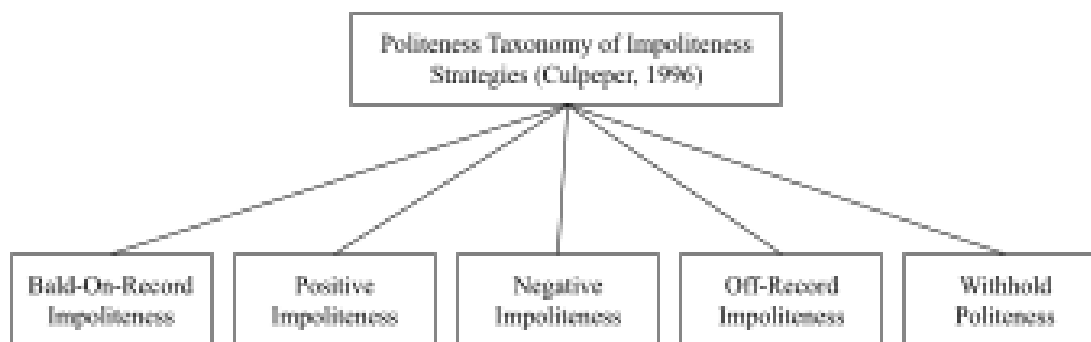 Politeness Taxonomy of Impoliteness
Strategies (Culpeper, 1996)
Bald-On-Record
Impoliteness
Positive
Impoliteness
Negative
Impoliteness
Off-Record
Impoliteness
Withhold
Politeness